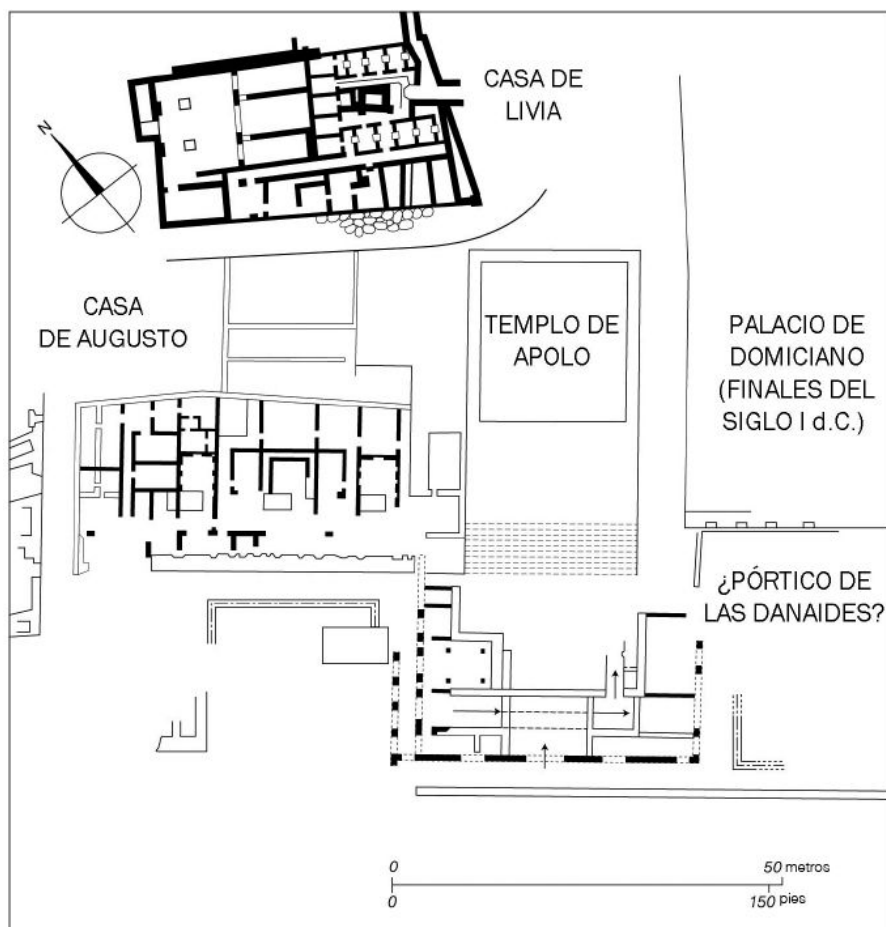 CASA DE
LIVIA
N
CASA
DE AUGUSTO
TEMPLO DE
APOLO
PALACIO DE
DOMICIANO
(FINALES DEL
SIGLO I d.C.)
¿PÓRTICO DE
LAS DANAIDES?
0 50 metros
0 150 pies